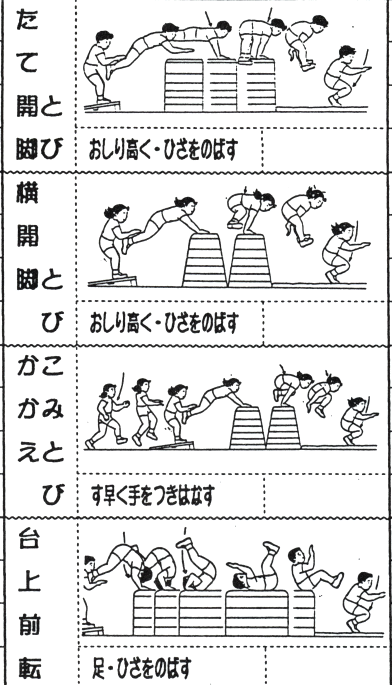 たて開脚とび
おしり高く・ひざをのばす
横開脚とび
おしり高く・ひざをのばす
かかえこみとび
す早く手をつきはなす
台上前転
足・ひざをのばす